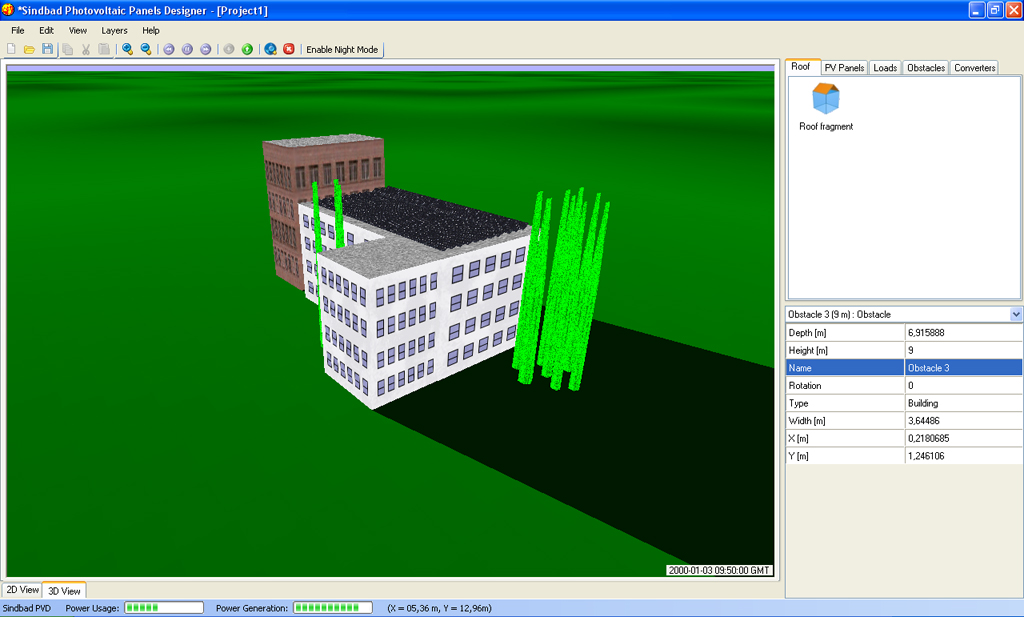 *Sindbad Photovoltaic Panels Designer - [Project1]
File Edit View Layers Help
Enable Night Mode
Roof PV Panels Loads Obstacles Converters
Roof fragment
Obstacle 3 (9 m) : Obstacle
Depth [m] 6,915888
Height [m] 9
Name Obstacle 3
Rotation 0
Type Building
Width [m] 3,64486
X [m] 0,2180685
Y [m] 1,246106
2000-01-03 09:50:00 GMT
2D View 3D View
Sindbad PVD Power Usage: Power Generation: (X = 05,36 m, Y = 12,96m)